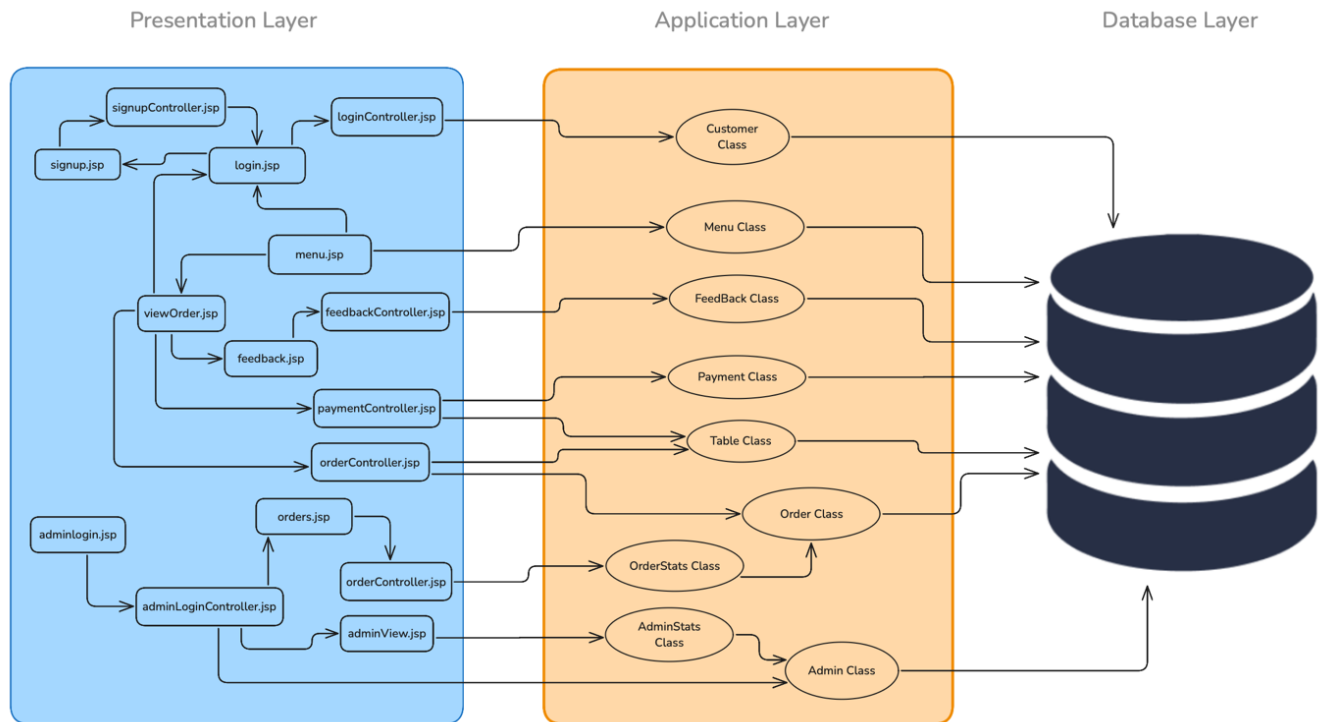 Presentation Layer
Application Layer
Database Layer
signupController.jsp
loginController.jsp
signup.jsp
login.jsp
menu.jsp
viewOrder.jsp
feedbackController.jsp
feedback.jsp
paymentController.jsp
orderController.jsp
orders.jsp
adminlogin.jsp
orderController.jsp
adminLoginController.jsp
adminView.jsp
Customer
Class
Menu Class
FeedBack Class
Payment Class
Table Class
Order Class
OrderStats Class
AdminStats
Class
Admin Class